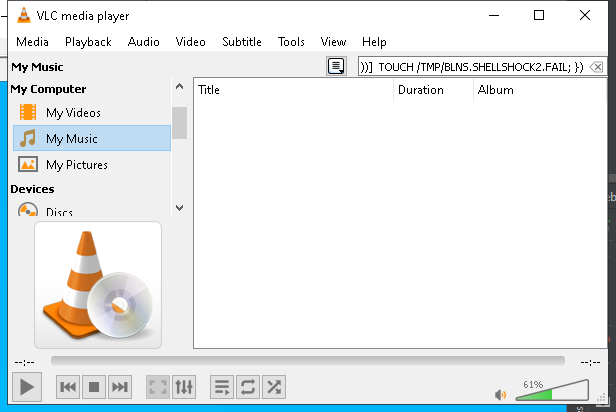 VLC media player
Media Playback Audio Video Subtitle Tools View Help
My Music
))] TOUCH /TMP/BLNS.SHELLSHOCK2.FAIL; })
My Computer
Title Duration Album
My Videos
My Music
My Pictures
Devices
Discs
--:-- --:--
61%